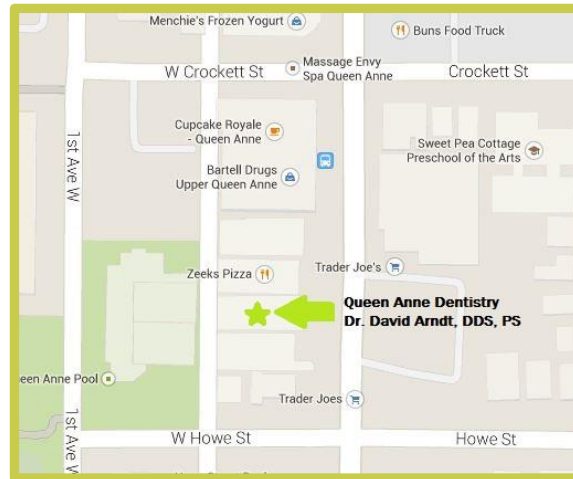 Menchie's Frozen Yogurt
Buns Food Truck
W Crockett St
Massage Envy
Spa Queen Anne
Crockett St
1st Ave W
Cupcake Royale
- Queen Anne
Sweet Pea Cottage
Preschool of the Arts
Bartell Drugs
Upper Queen Anne
Zeeks Pizza
Trader Joe's
Queen Anne Dentistry
Dr. David Arndt, DDS, PS
een Anne Pool
Trader Joes
1st Ave W
W Howe St
Howe St